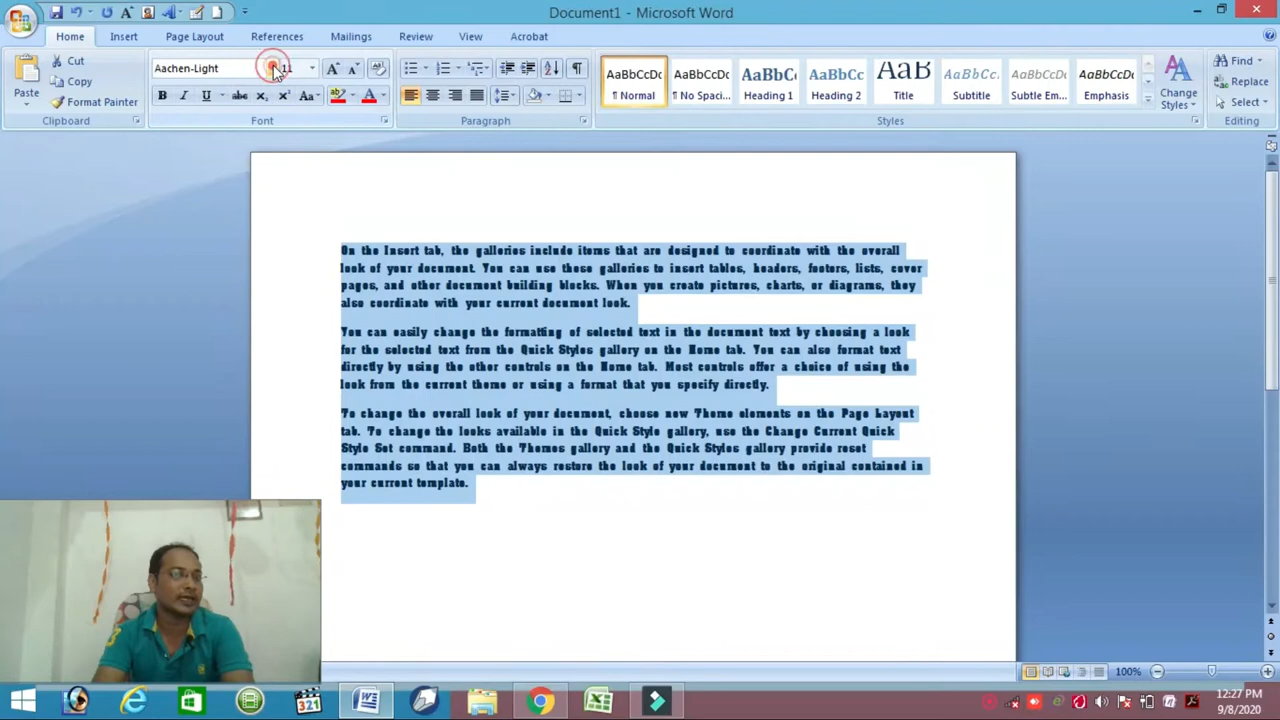 Document1 - Microsoft Word
Home Insert Page Layout References Mailings Review View Acrobat
Paste
Cut
Copy
Format Painter
Clipboard
Aachen-Light
11
Font
Paragraph
AaBbCcDc AaBbCcDc AaBbC AaBbCc AaB AaBbCc. AaBbCcDc AaBbCcDc
¶ Normal ¶ No Spaci... Heading 1 Heading 2 Title Subtitle Subtle Em... Emphasis
Styles
Change
Styles
Find
Replace
Select
Editing
On the Insert tab, the galleries include items that are designed to coordinate with the overall
look of your document. You can use these galleries to insert tables, headers, footers, lists, cover
pages, and other document building blocks. When you create pictures, charts, or diagrams, they
also coordinate with your current document look.
You can easily change the formatting of selected text in the document text by choosing a look
for the selected text from the Quick Styles gallery on the Home tab. You can also format text
directly by using the other controls on the Home tab. Most controls offer a choice of using the
look from the current theme or using a format that you specify directly.
To change the overall look of your document, choose new Theme elements on the Page Layout
tab. To change the looks available in the Quick Style gallery, use the Change Current Quick
Style Set command. Both the Themes gallery and the Quick Styles gallery provide reset
commands so that you can always restore the look of your document to the original contained in
your current template.
100%
321
12:27 PM
9/8/2020